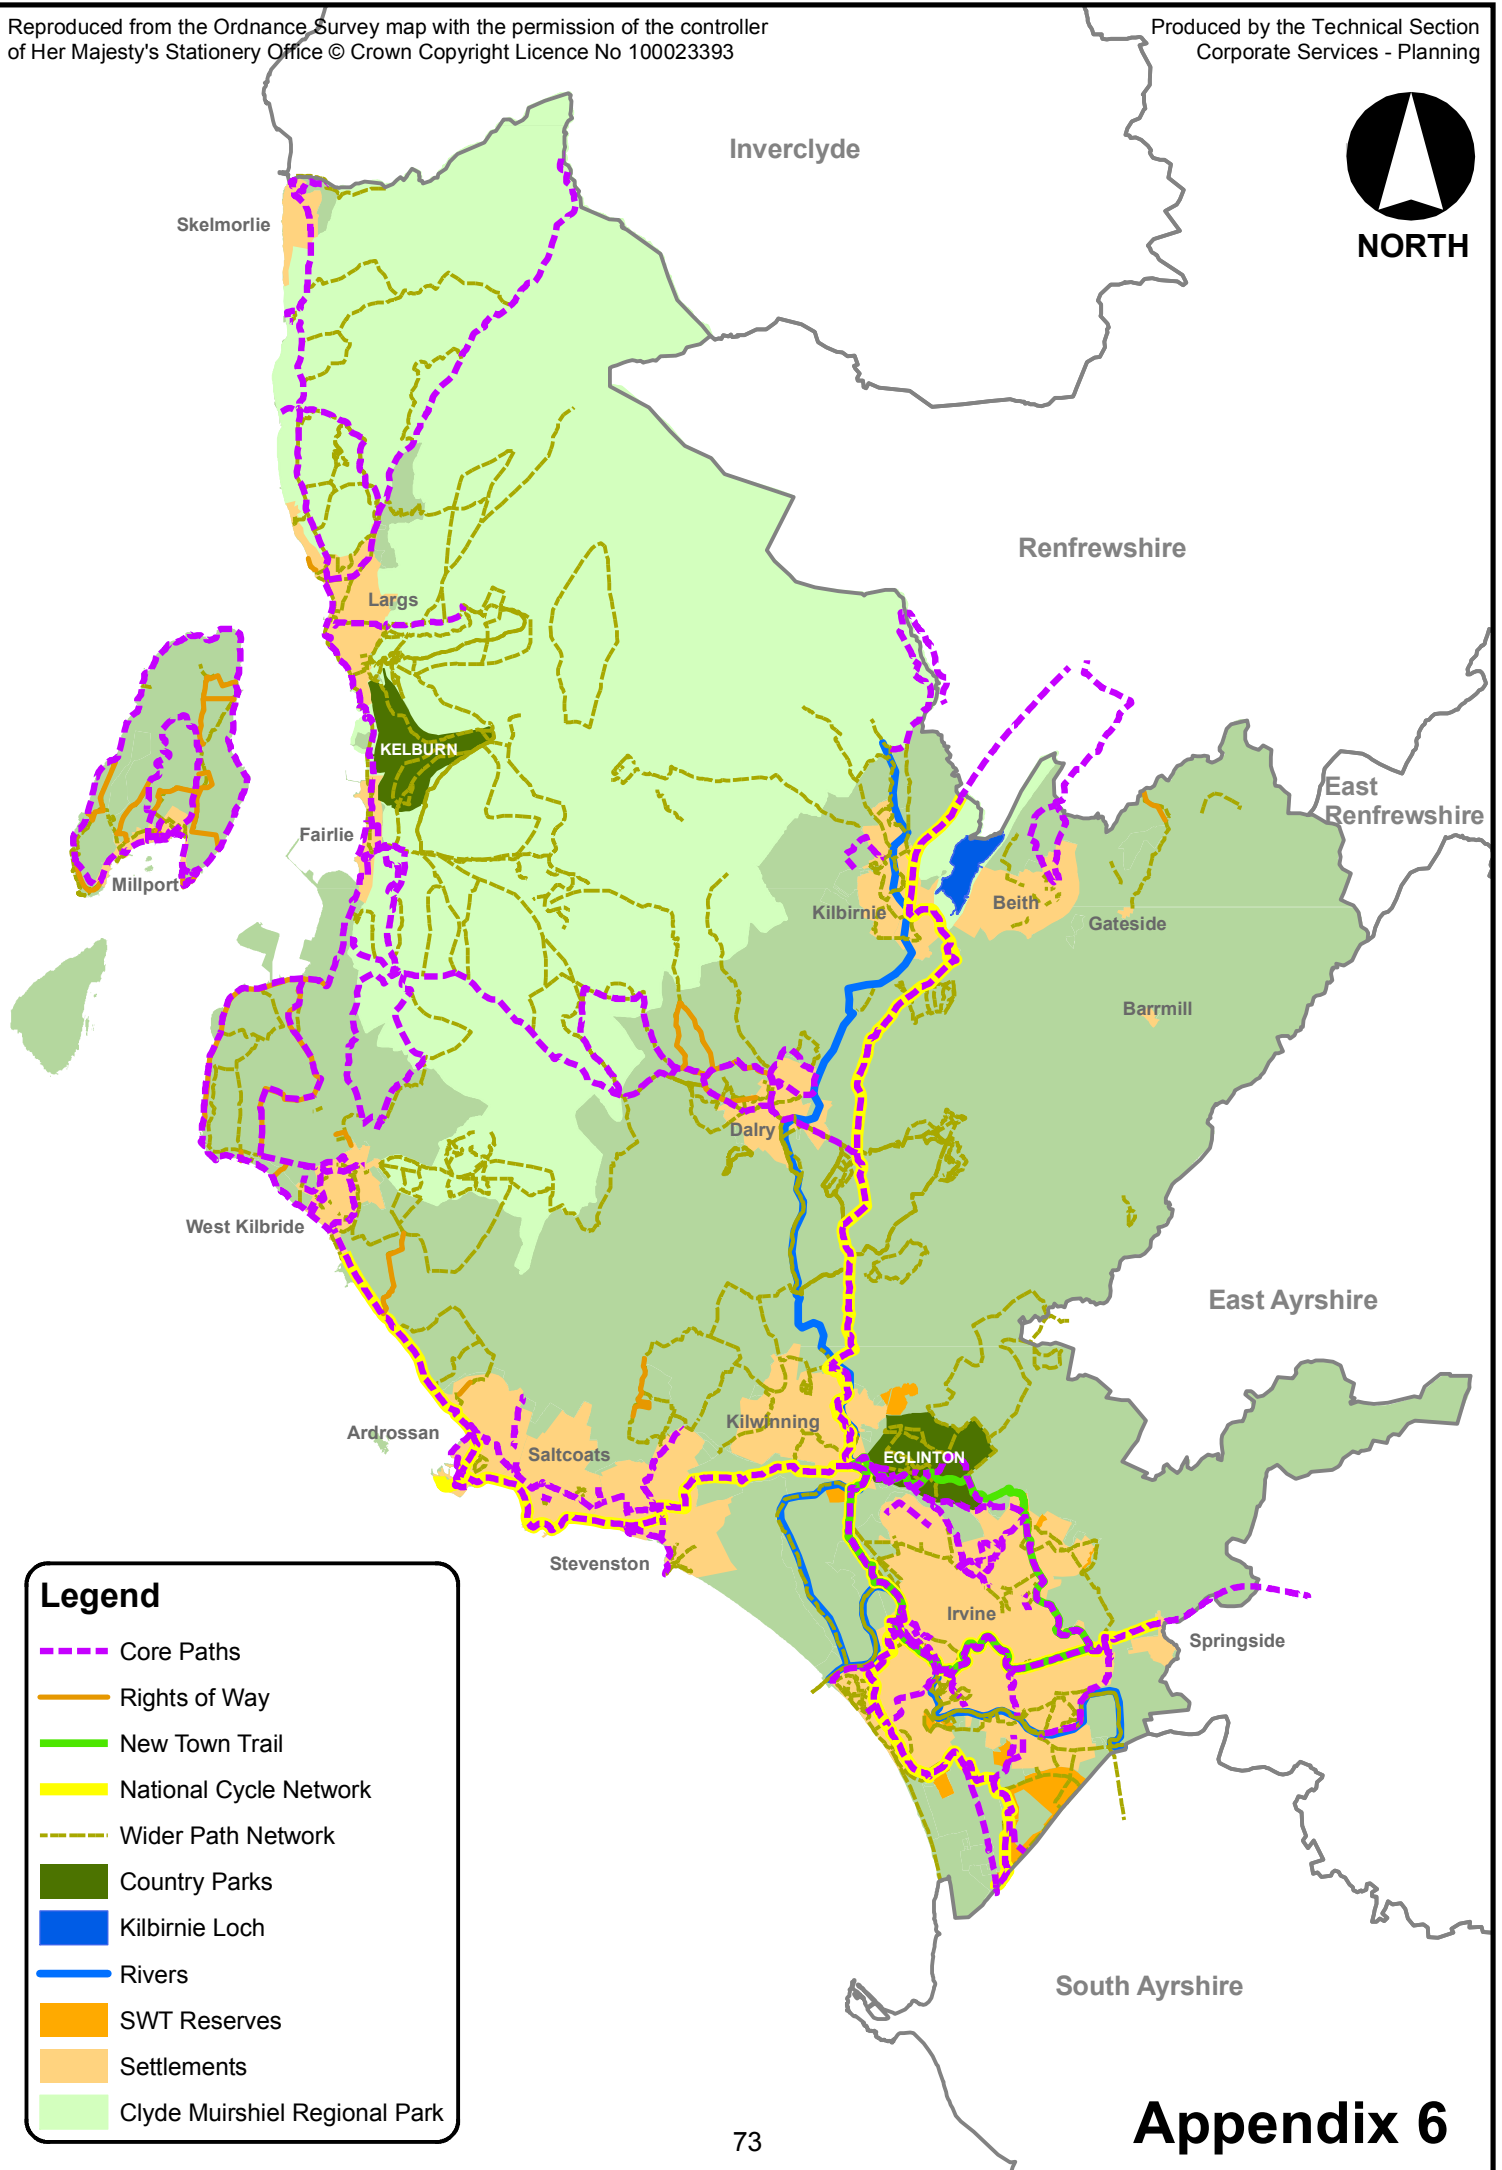 Reproduced from the Ordnance Survey map with the permission of the controller
of Her Majesty's Stationery Office © Crown Copyright Licence No 100023393
Produced by the Technical Section
Corporate Services - Planning
NORTH
Inverclyde
Skelmorlie
Renfrewshire
Largs
KELBURN
East
Renfrewshire
Fairlie
Millport
Kilbirnie
Beith
Gateside
Barrmill
Dalry
West Kilbride
East Ayrshire
Ardrossan
Saltcoats
Kilwinning
EGLINTON
Stevenston
Irvine
Springside
South Ayrshire
Legend
Core Paths
Rights of Way
New Town Trail
National Cycle Network
Wider Path Network
Country Parks
Kilbirnie Loch
Rivers
SWT Reserves
Settlements
Clyde Muirshiel Regional Park
73
Appendix 6